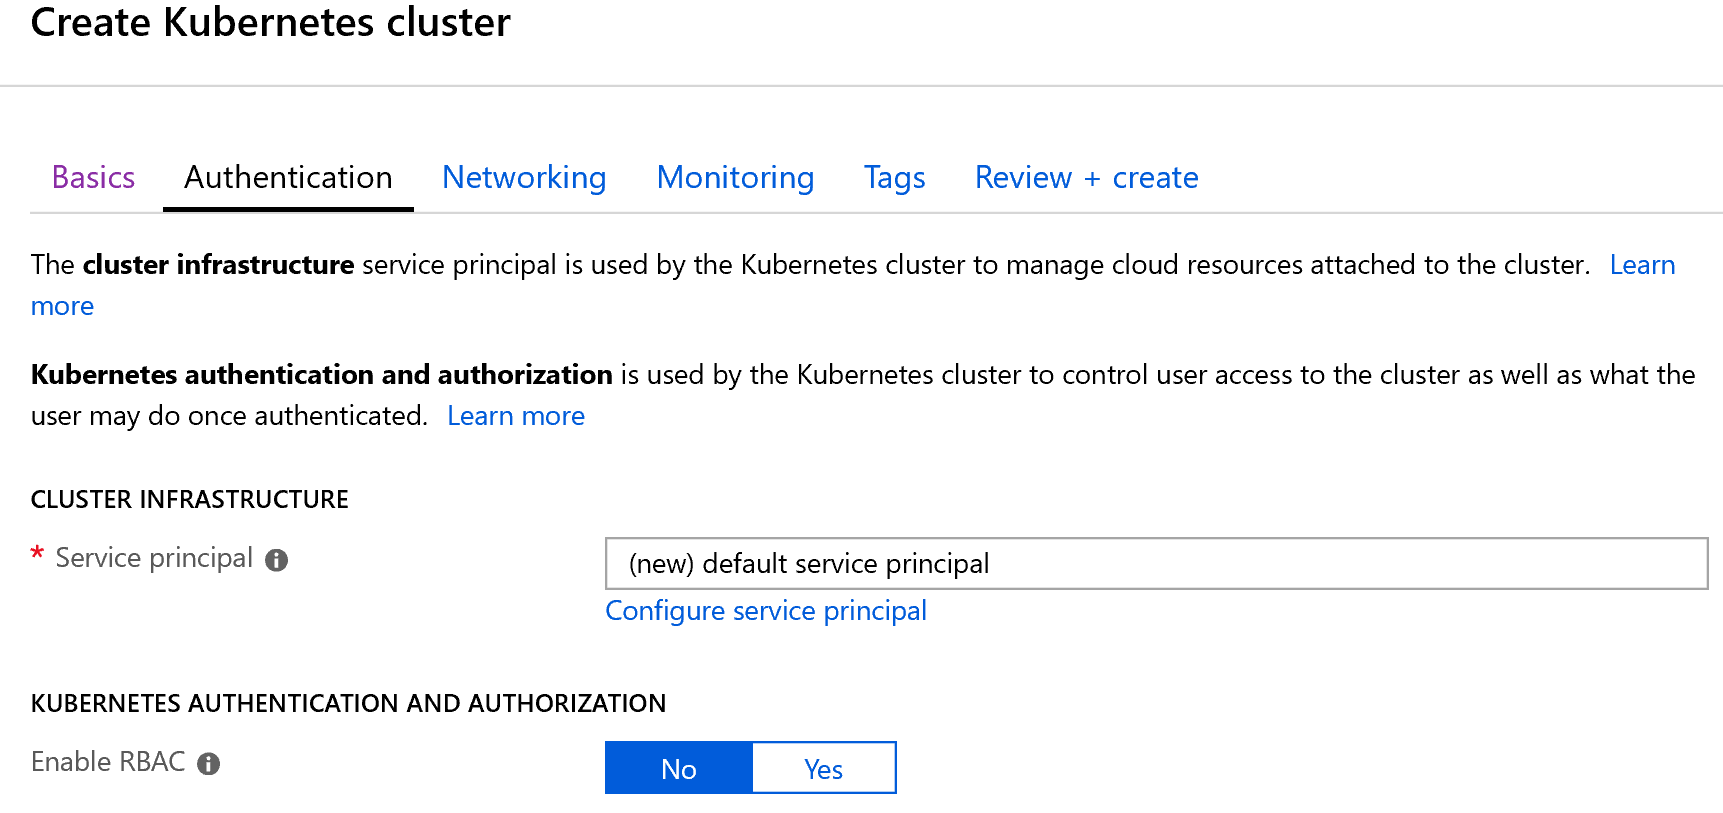 Create Kubernetes cluster
Basics Authentication Networking Monitoring Tags Review + create
The cluster infrastructure service principal is used by the Kubernetes cluster to manage cloud resources attached to the cluster. Learn
more
Kubernetes authentication and authorization is used by the Kubernetes cluster to control user access to the cluster as well as what the
user may do once authenticated. Learn more
CLUSTER INFRASTRUCTURE
* Service principal i (new) default service principal
Configure service principal
KUBERNETES AUTHENTICATION AND AUTHORIZATION
Enable RBAC i No Yes